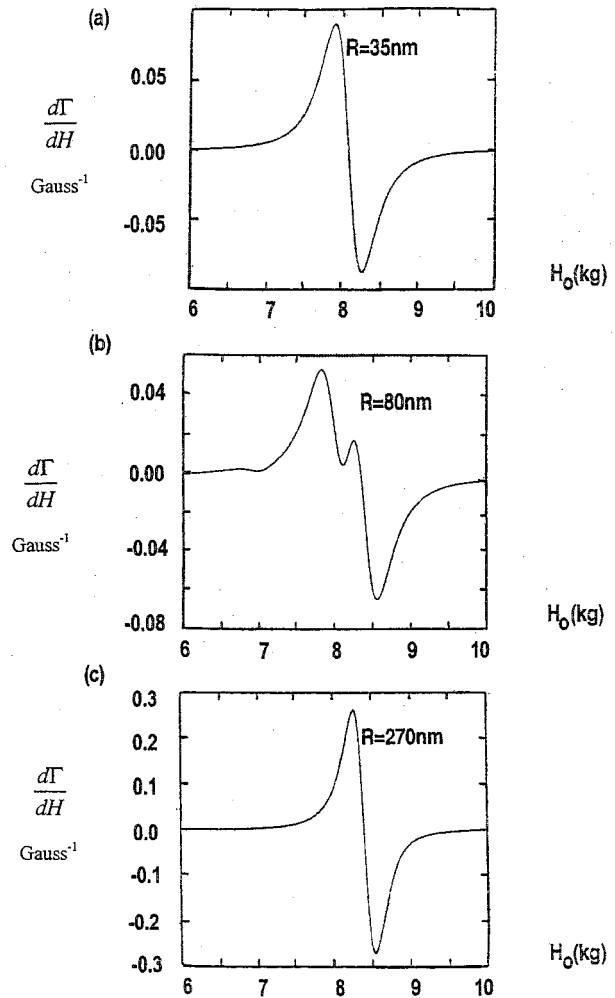 (a)
R=35nm
0.05
0.00
-0.05
dΓ
dH
Gauss-1
Ho(kg)
6 7 8 9 10
(b)
R=80nm
0.04
0.00
-0.04
-0.08
dΓ
dH
Gauss-1
Ho(kg)
6 7 8 9 10
(c)
R=270nm
0.3
0.2
0.1
0.0
-0.1
-0.2
-0.3
dΓ
dH
Gauss-1
Ho(kg)
6 7 8 9 10